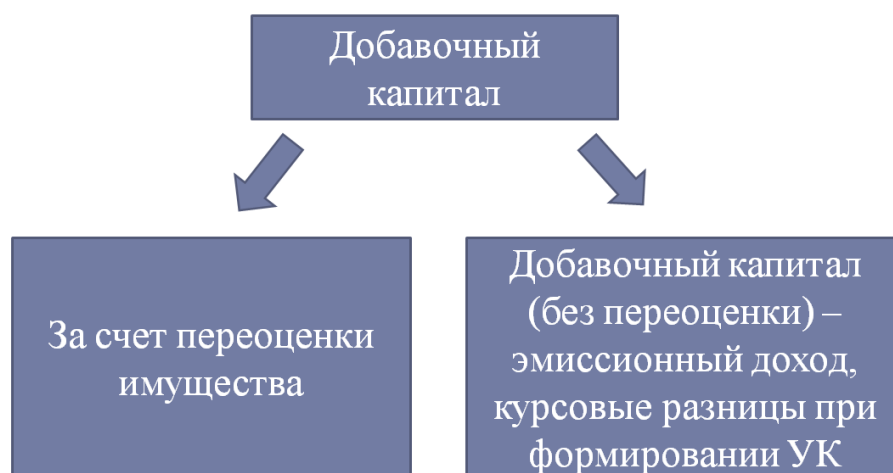 Добавочный
капитал
За счет переоценки
имущества
Добавочный капитал
(без переоценки) –
эмиссионный доход,
курсовые разницы при
формировании УК